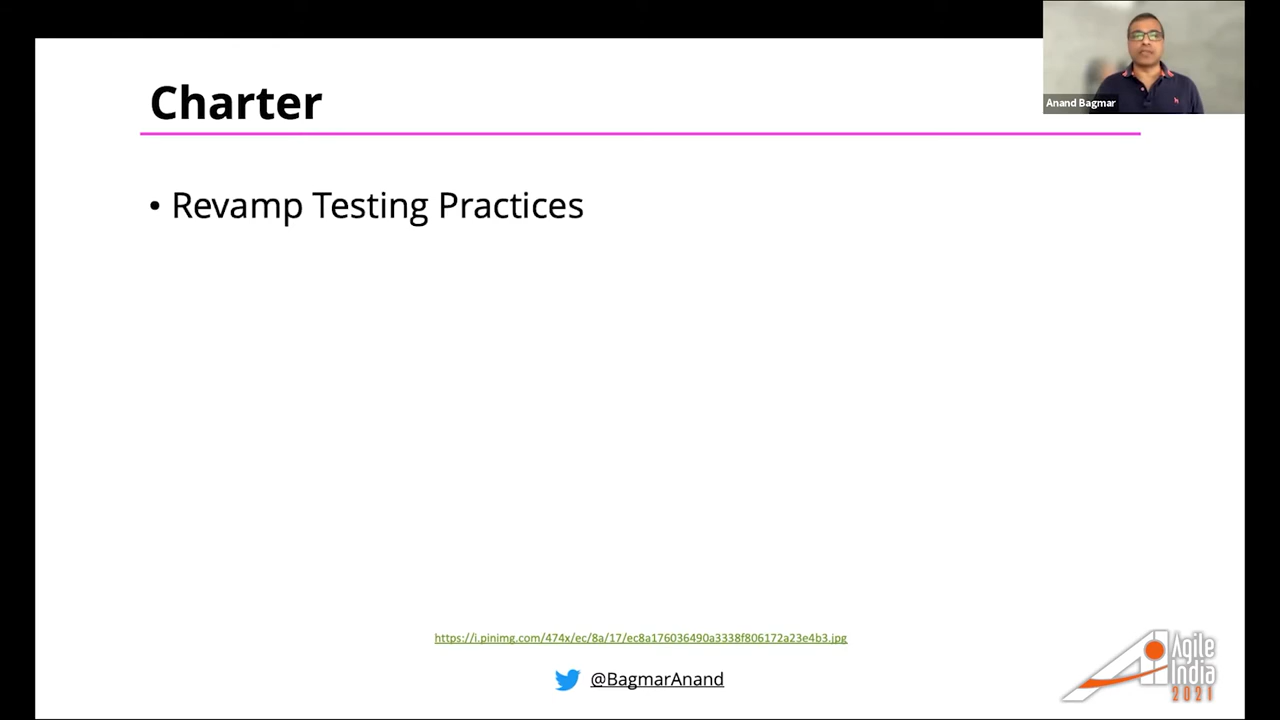 Charter
Anand Bagmar
• Revamp Testing Practices
https://i.pinimg.com/474x/ec/8a/17/ec8a176036490a3338f806172a23e4b3.jpg
@BagmarAnand
Agile
India
2021